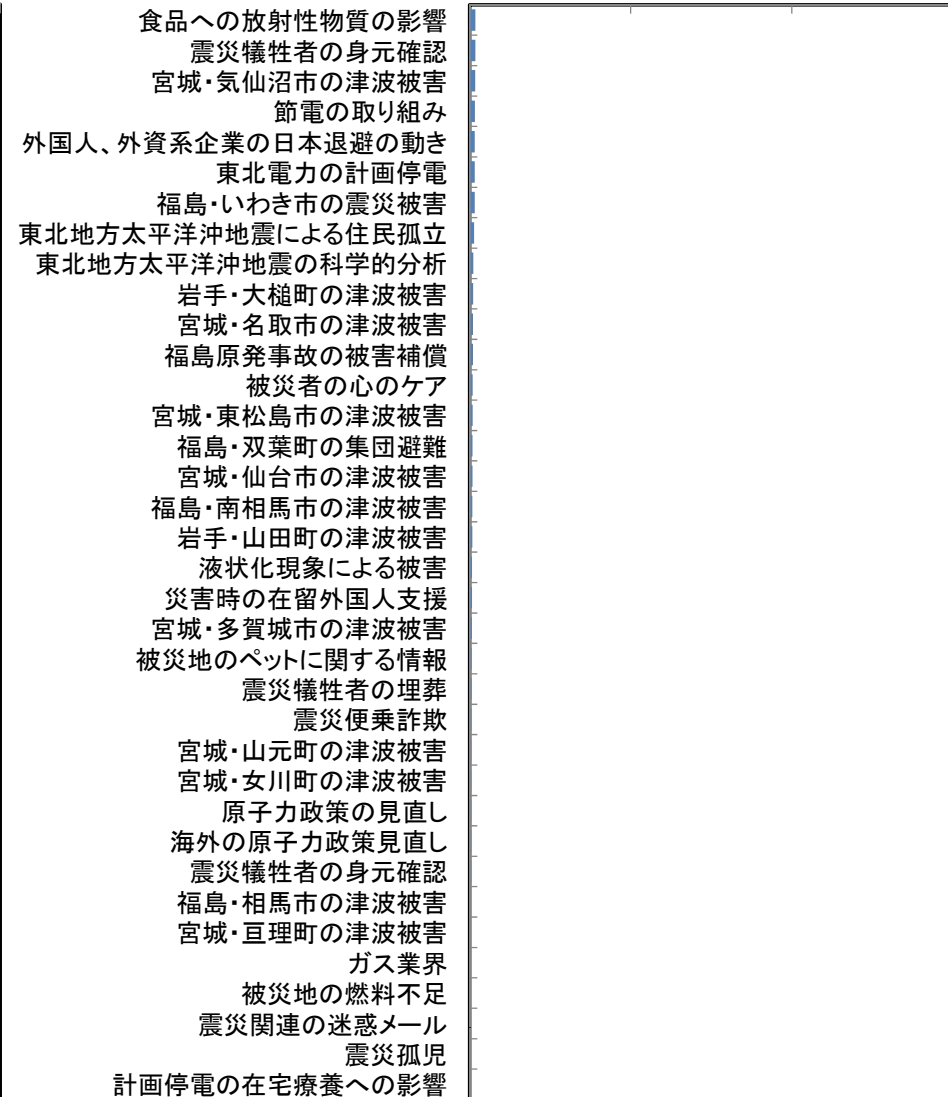 食品への放射性物質の影響
震災犠牲者の身元確認
宮城・気仙沼市の津波被害
節電の取り組み
外国人、外資系企業の日本退避の動き
東北電力の計画停電
福島・いわき市の震災被害
東北地方太平洋沖地震による住民孤立
東北地方太平洋沖地震の科学的分析
岩手・大槌町の津波被害
宮城・名取市の津波被害
福島原発事故の被害補償
被災者の心のケア
宮城・東松島市の津波被害
福島・双葉町の集団避難
宮城・仙台市の津波被害
福島・南相馬市の津波被害
岩手・山田町の津波被害
液状化現象による被害
災害時の在留外国人支援
宮城・多賀城市の津波被害
被災地のペットに関する情報
震災犠牲者の埋葬
震災便乗詐欺
宮城・山元町の津波被害
宮城・女川町の津波被害
原子力政策の見直し
海外の原子力政策見直し
震災犠牲者の身元確認
福島・相馬市の津波被害
宮城・亘理町の津波被害
ガス業界
被災地の燃料不足
震災関連の迷惑メール
震災孤児
計画停電の在宅療養への影響